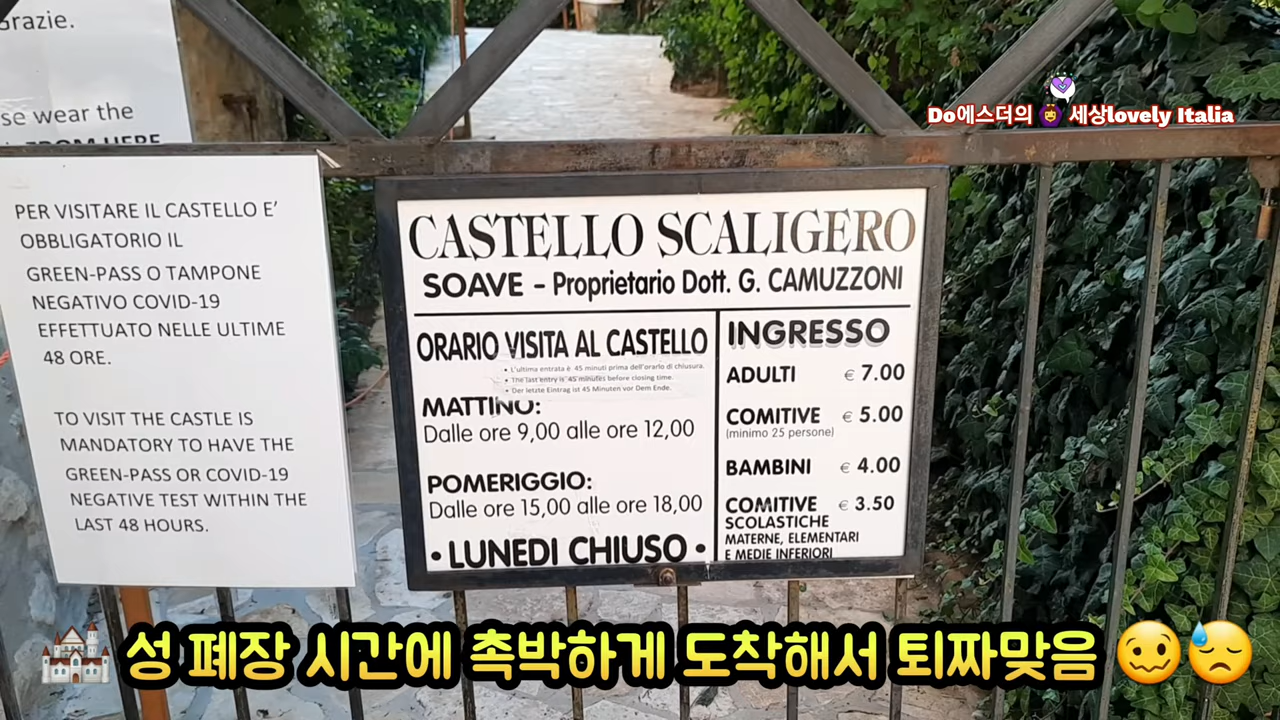 Grazie.
se wear the
FROM HERE
Do에스더의 세상lovely Italia
PER VISITARE IL CASTELLO E'
OBBLIGATORIO IL
GREEN-PASS O TAMPONE
NEGATIVO COVID-19
EFFETTUATO NELLE ULTIME
48 ORE.
TO VISIT THE CASTLE IS
MANDATORY TO HAVE THE
GREEN-PASS OR COVID-19
NEGATIVE TEST WITHIN THE
LAST 48 HOURS.
CASTELLO SCALIGERO
SOAVE – Proprietario Dott. G. CAMUZZONI
ORARIO VISITA AL CASTELLO
• L'ultima entrata è 45 minuti prima dell'orario di chiusura.
• The last entry is 45 minutes before closing time.
• Der letzte Eintrag ist 45 Minuten vor Dem Ende.
MATTINO:
Dalle ore 9,00 alle ore 12,00
POMERIGGIO:
Dalle ore 15,00 alle ore 18,00
• LUNEDI CHIUSO •
INGRESSO
ADULTI € 7.00
COMITIVE € 5.00
(minimo 25 persone)
BAMBINI € 4.00
COMITIVE € 3.50
SCOLASTICHE
MATERNE, ELEMENTARI
E MEDIE INFERIORI
성 폐장 시간에 촉박하게 도착해서 퇴짜맞음